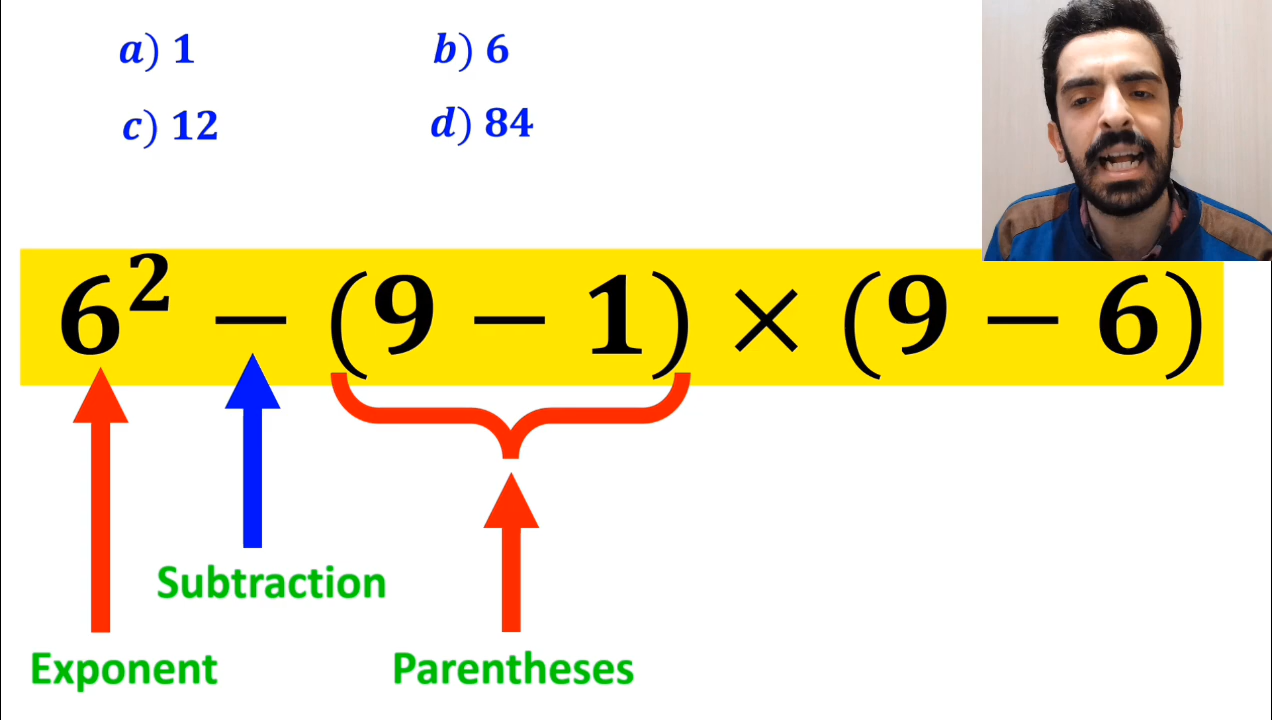 a) 1 b) 6
c) 12 d) 84
6² − (9 − 1) × (9 − 6)
Subtraction
Exponent Parentheses